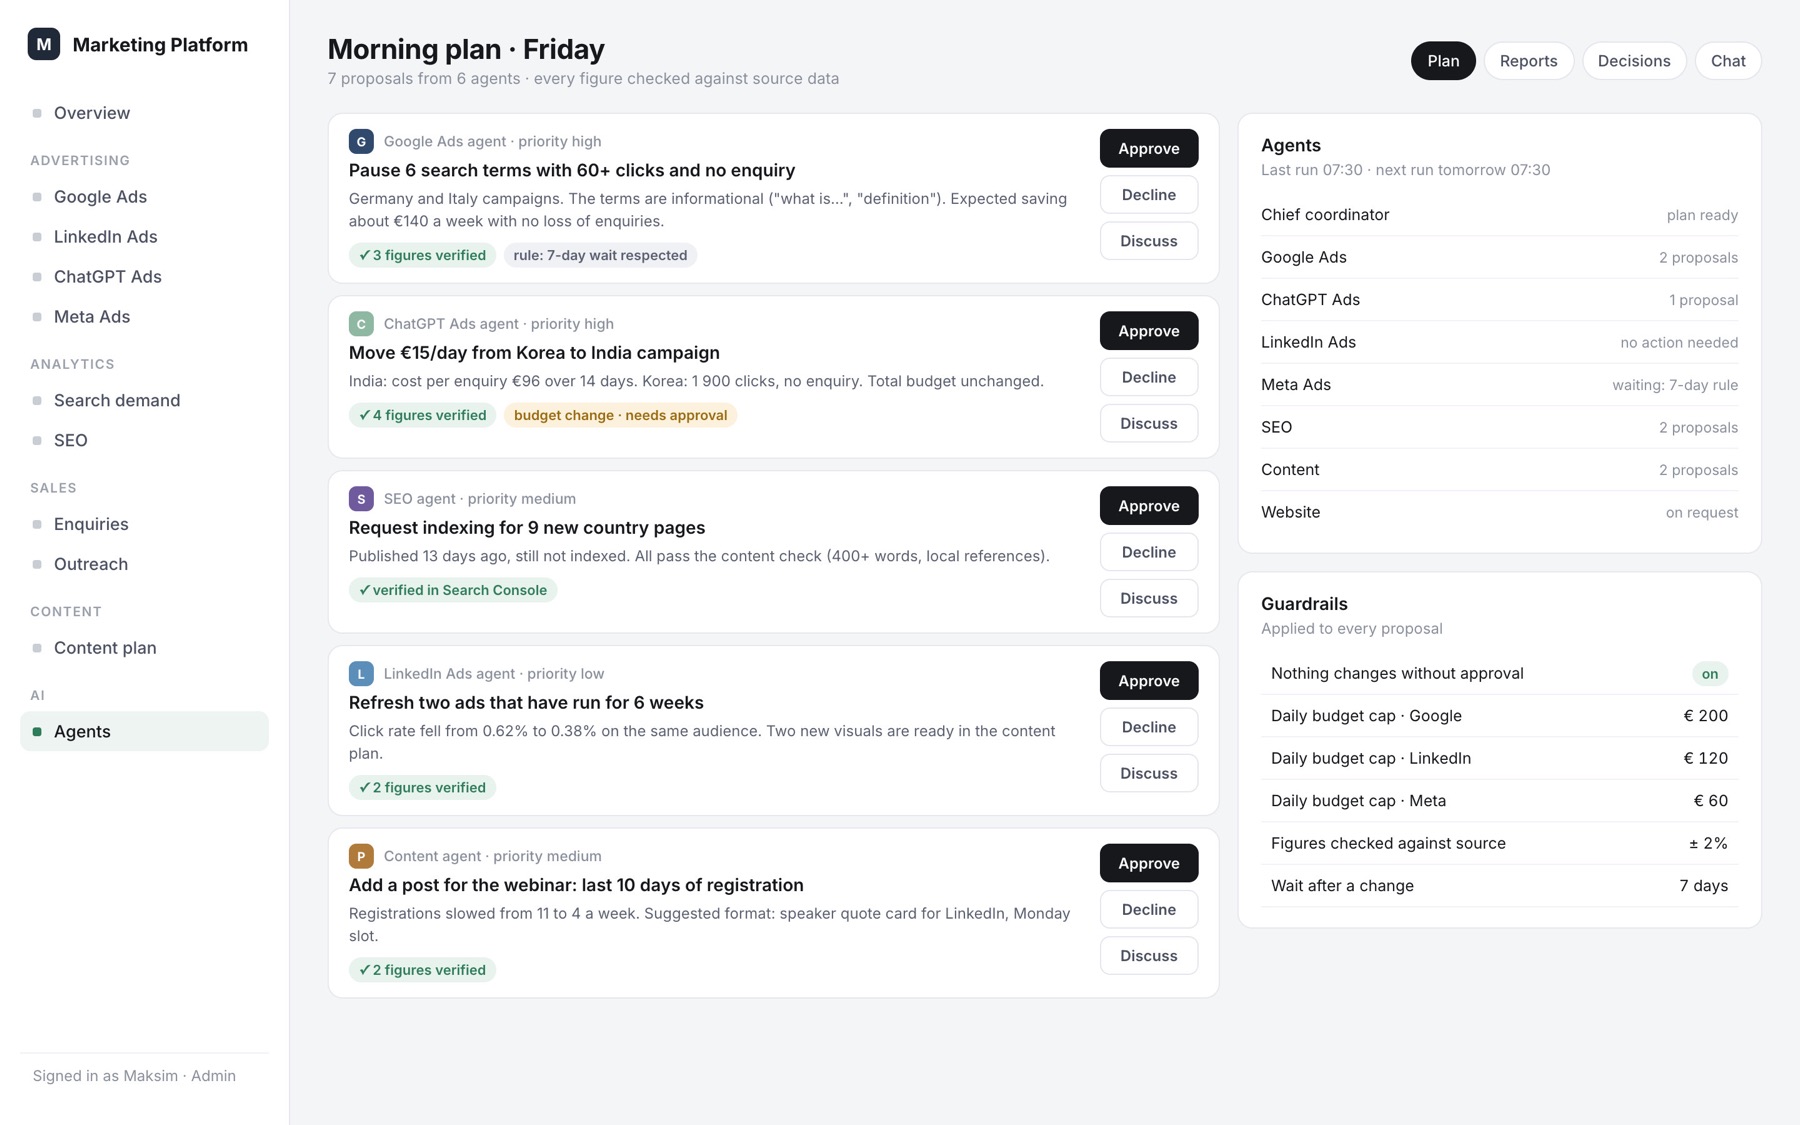 M Marketing Platform
Overview
ADVERTISING
Google Ads
LinkedIn Ads
ChatGPT Ads
Meta Ads
ANALYTICS
Search demand
SEO
SALES
Enquiries
Outreach
CONTENT
Content plan
AI
Agents
Signed in as Maksim · Admin
Morning plan · Friday
7 proposals from 6 agents · every figure checked against source data
Plan Reports Decisions Chat
G Google Ads agent · priority high
Pause 6 search terms with 60+ clicks and no enquiry
Germany and Italy campaigns. The terms are informational ("what is…", "definition"). Expected saving
about €140 a week with no loss of enquiries.
✓ 3 figures verified rule: 7-day wait respected
Approve
Decline
Discuss
C ChatGPT Ads agent · priority high
Move €15/day from Korea to India campaign
India: cost per enquiry €96 over 14 days. Korea: 1 900 clicks, no enquiry. Total budget unchanged.
✓ 4 figures verified budget change · needs approval
Approve
Decline
Discuss
S SEO agent · priority medium
Request indexing for 9 new country pages
Published 13 days ago, still not indexed. All pass the content check (400+ words, local references).
✓ verified in Search Console
Approve
Decline
Discuss
L LinkedIn Ads agent · priority low
Refresh two ads that have run for 6 weeks
Click rate fell from 0.62% to 0.38% on the same audience. Two new visuals are ready in the content
plan.
✓ 2 figures verified
Approve
Decline
Discuss
P Content agent · priority medium
Add a post for the webinar: last 10 days of registration
Registrations slowed from 11 to 4 a week. Suggested format: speaker quote card for LinkedIn, Monday
slot.
✓ 2 figures verified
Approve
Decline
Discuss
Agents
Last run 07:30 · next run tomorrow 07:30
Chief coordinator plan ready
Google Ads 2 proposals
ChatGPT Ads 1 proposal
LinkedIn Ads no action needed
Meta Ads waiting: 7-day rule
SEO 2 proposals
Content 2 proposals
Website on request
Guardrails
Applied to every proposal
Nothing changes without approval on
Daily budget cap · Google € 200
Daily budget cap · LinkedIn € 120
Daily budget cap · Meta € 60
Figures checked against source ± 2%
Wait after a change 7 days